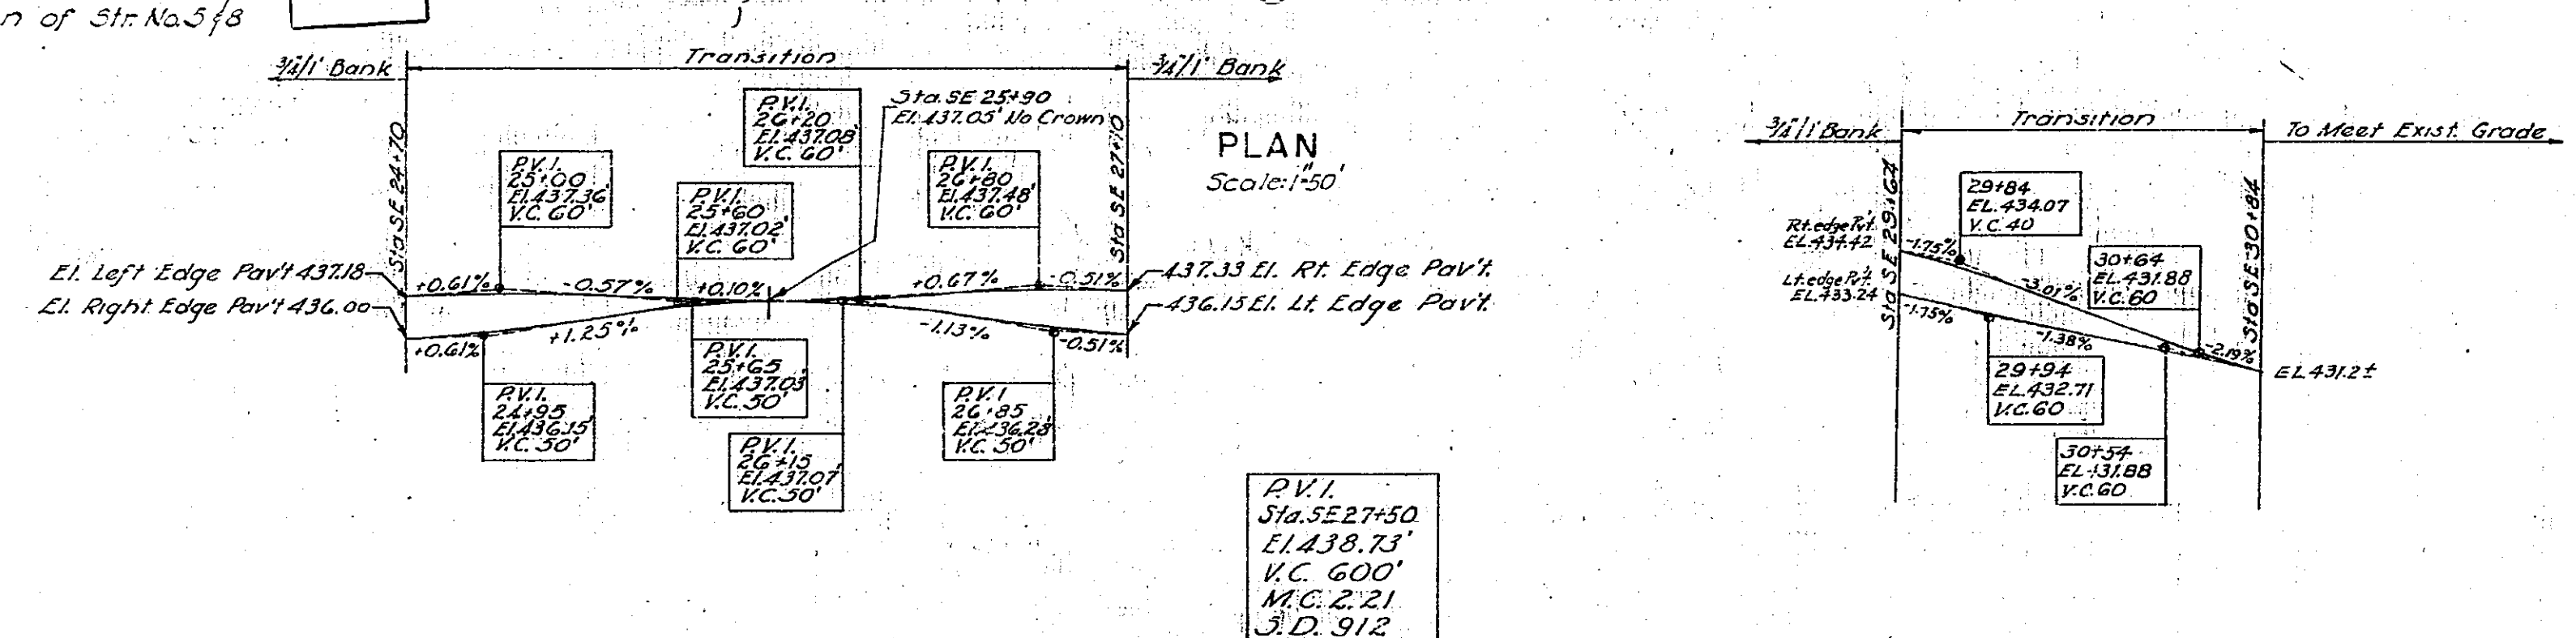 n of Str. No. 5 & 8
Transition
3/4"/1' Bank
3/4"/1' Bank
Sta SE 24+70
P.V.I.
25+00
El. 437.36'
V.C. 60'
P.V.I.
26+20
El. 437.08'
V.C. 60'
P.V.I.
25+60
El. 437.02'
V.C. 60'
Sta. SE 25+90
El. 437.05' No Crown
P.V.I.
26+80
El. 437.48'
V.C. 60'
Sta SE 27+10
PLAN
Scale: 1"=50'
El. Left Edge Pav't 437.18
El. Right Edge Pav't 436.00
+0.61%
-0.57%
+0.10%
+0.67%
-0.51%
+0.61%
+1.25%
-1.13%
-0.51%
437.33 El. Rt. Edge Pav't.
436.15 El. Lt. Edge Pav't.
P.V.I.
24+95
El. 436.15'
V.C. 50'
P.V.I.
25+65
El. 437.03'
V.C. 50'
P.V.I.
26+15
El. 437.07'
V.C. 50'
P.V.I
26+85
El. 436.28'
V.C. 50'
P.V.I.
Sta. SE 27+50
El. 438.73'
V.C. 600'
M.C. 2.21
S.D. 912
3/4"/1' Bank
Transition
To Meet Exist. Grade
Sta SE 29+64
Rt. edge Pv't.
EL. 434.42
Lt. edge Pv't.
EL. 433.24
29+84
EL. 434.07
V.C. 40
30+64
EL. 431.88
V.C. 60
Sta SE 30+84
-1.75%
-3.01%
-1.75%
-1.38%
-2.19%
29+94
EL. 432.71
V.C. 60
30+54
EL 431.88
V.C. 60
EL 431.2±